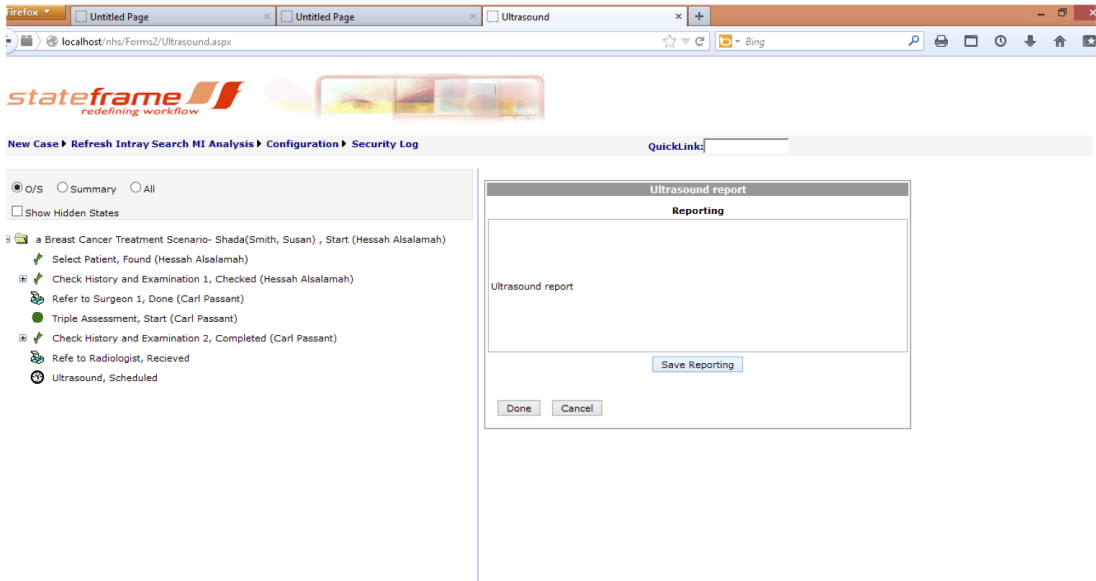 Firefox
Untitled Page
Untitled Page
Ultrasound
localhost/nhs/Forms2/Ultrasound.aspx
Bing
stateframe
redefining workflow
New Case Refresh Intray Search MI Analysis Configuration Security Log
QuickLink:
O/S Summary All
Show Hidden States
a Breast Cancer Treatment Scenario- Shada(Smith, Susan) , Start (Hessah Alsalamah)
Select Patient, Found (Hessah Alsalamah)
Check History and Examination 1, Checked (Hessah Alsalamah)
Refer to Surgeon 1, Done (Carl Passant)
Triple Assessment, Start (Carl Passant)
Check History and Examination 2, Completed (Carl Passant)
Refe to Radiologist, Recieved
Ultrasound, Scheduled
Ultrasound report
Reporting
Ultrasound report
Save Reporting
Done Cancel